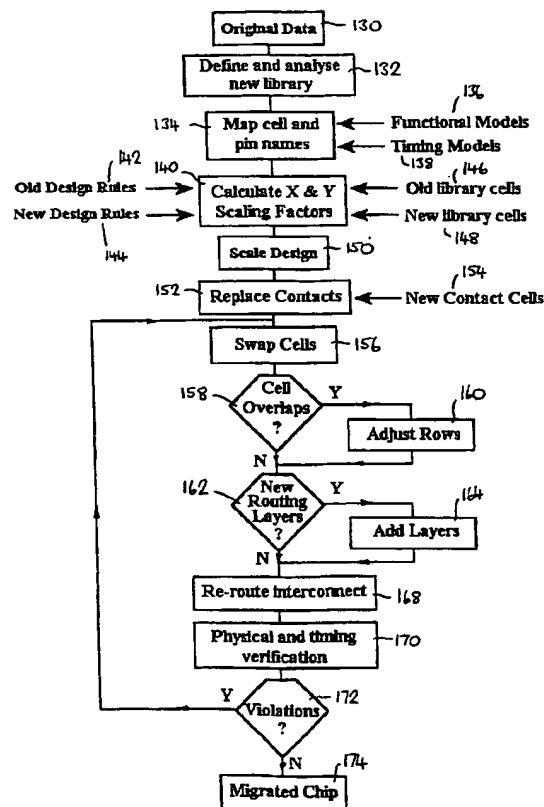 Original Data
130
Define and analyse
new library
132
134
Map cell and
pin names
136
Functional Models
Timing Models
138
142
Old Design Rules
New Design Rules
144
140
Calculate X & Y
Scaling Factors
146
Old library cells
New library cells
148
Scale Design
150
152
Replace Contacts
154
New Contact Cells
Swap Cells
156
158
Cell
Overlaps
?
Y
N
160
Adjust Rows
162
New
Routing
Layers
?
Y
N
164
Add Layers
Re-route interconnect
168
Physical and timing
verification
170
Y
172
Violations
?
N
174
Migrated Chip